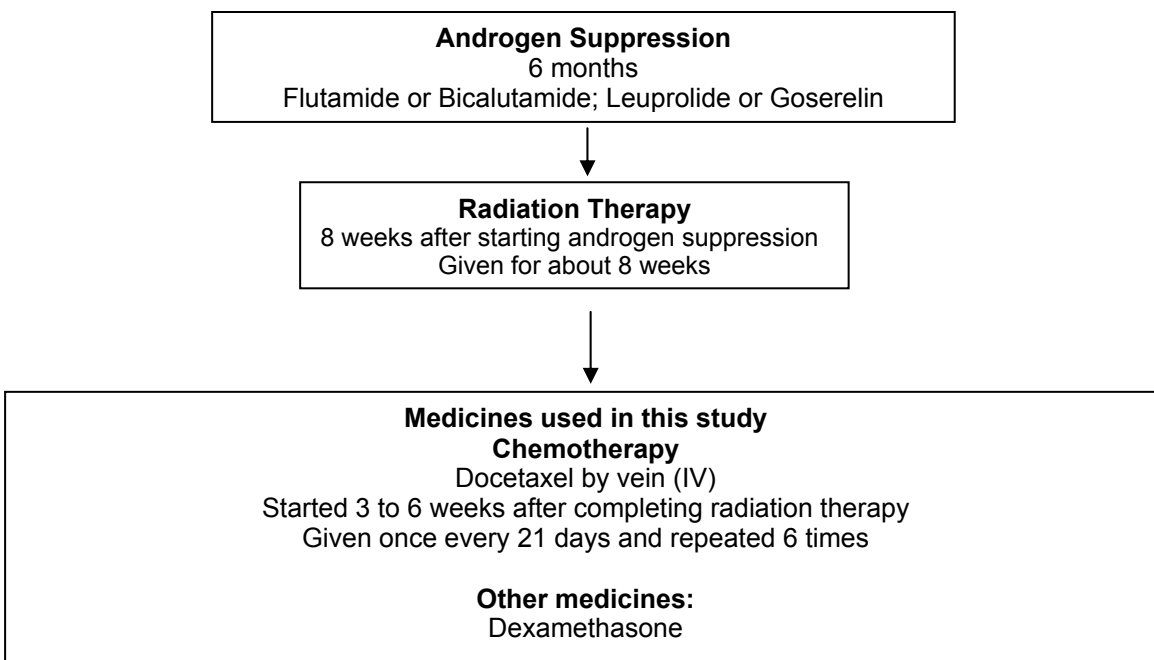 Androgen Suppression
6 months
Flutamide or Bicalutamide; Leuprolide or Goserelin
Radiation Therapy
8 weeks after starting androgen suppression
Given for about 8 weeks
Medicines used in this study
Chemotherapy
Docetaxel by vein (IV)
Started 3 to 6 weeks after completing radiation therapy
Given once every 21 days and repeated 6 times
Other medicines:
Dexamethasone